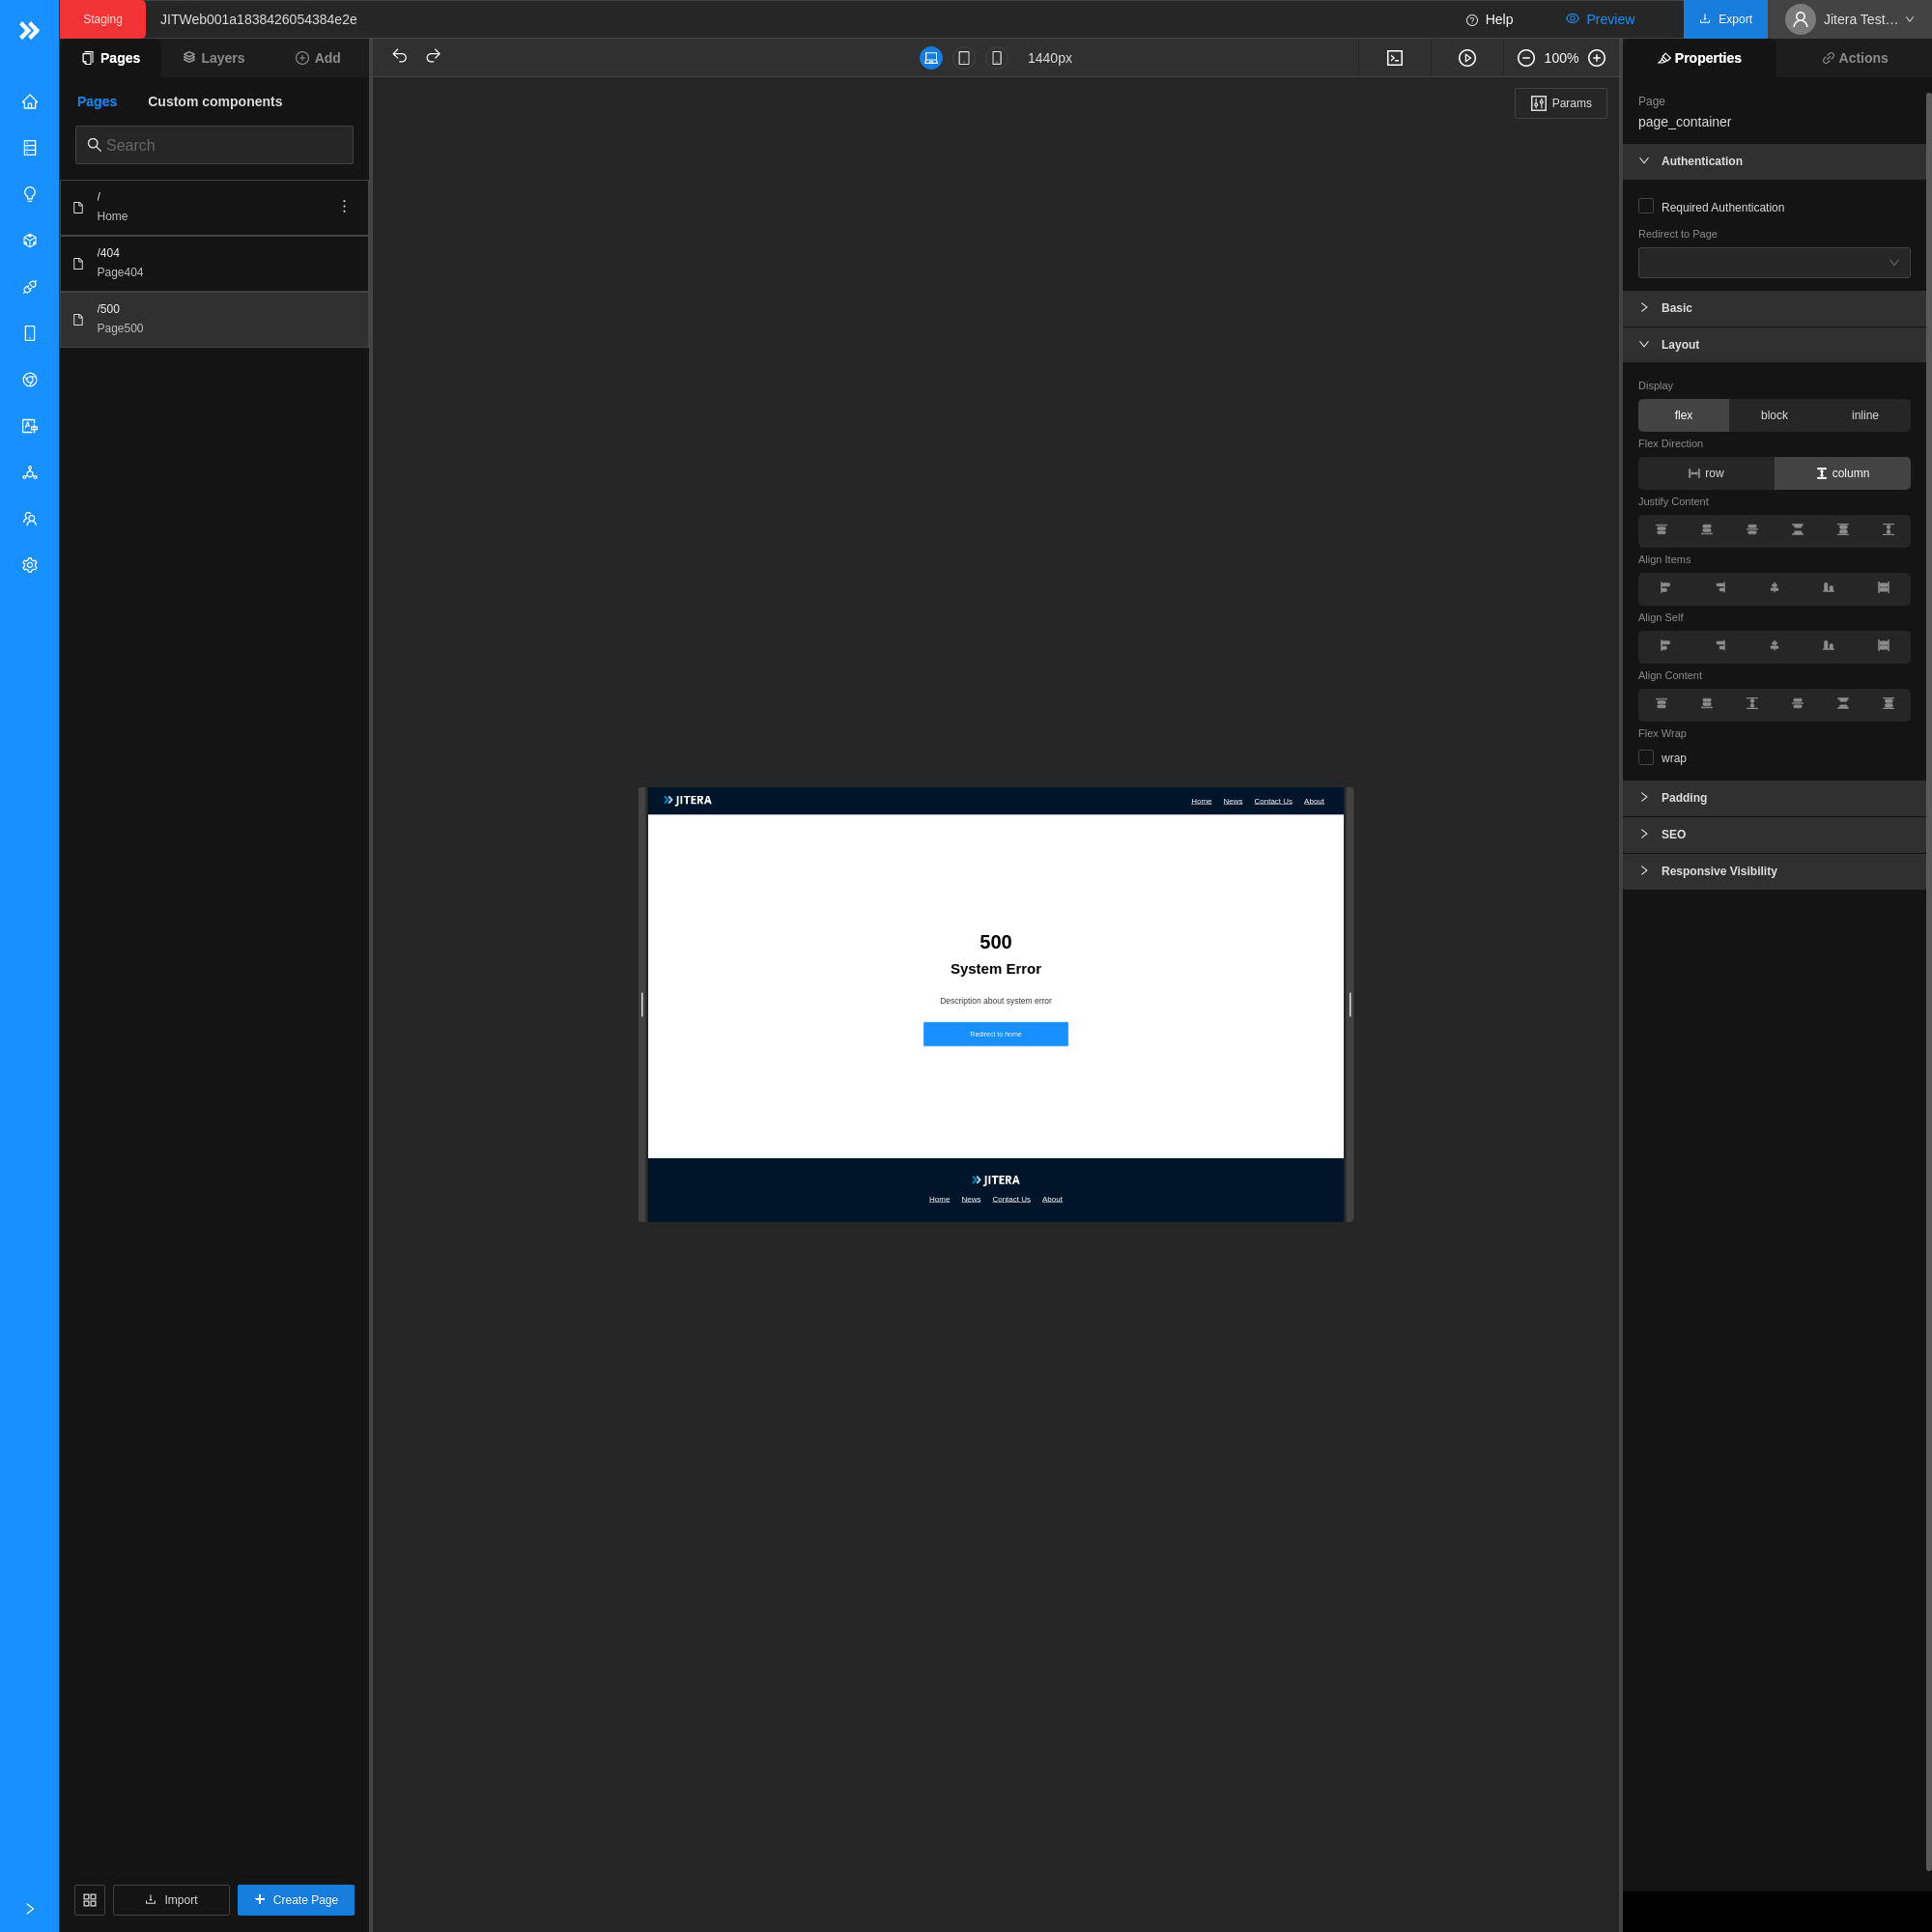 Staging
JITWeb001a1838426054384e2e
Help
Preview
Export
Jitera Test…
Pages
Layers
Add
1440px
100%
Properties
Actions
Pages
Custom components
Search
/
Home
/404
Page404
/500
Page500
Import
Create Page
Params
JITERA
Home News Contact Us About
500
System Error
Description about system error
Redirect to home
JITERA
Home News Contact Us About
Page
page_container
Authentication
Required Authentication
Redirect to Page
Basic
Layout
Display
flex block inline
Flex Direction
row column
Justify Content
Align Items
Align Self
Align Content
Flex Wrap
wrap
Padding
SEO
Responsive Visibility